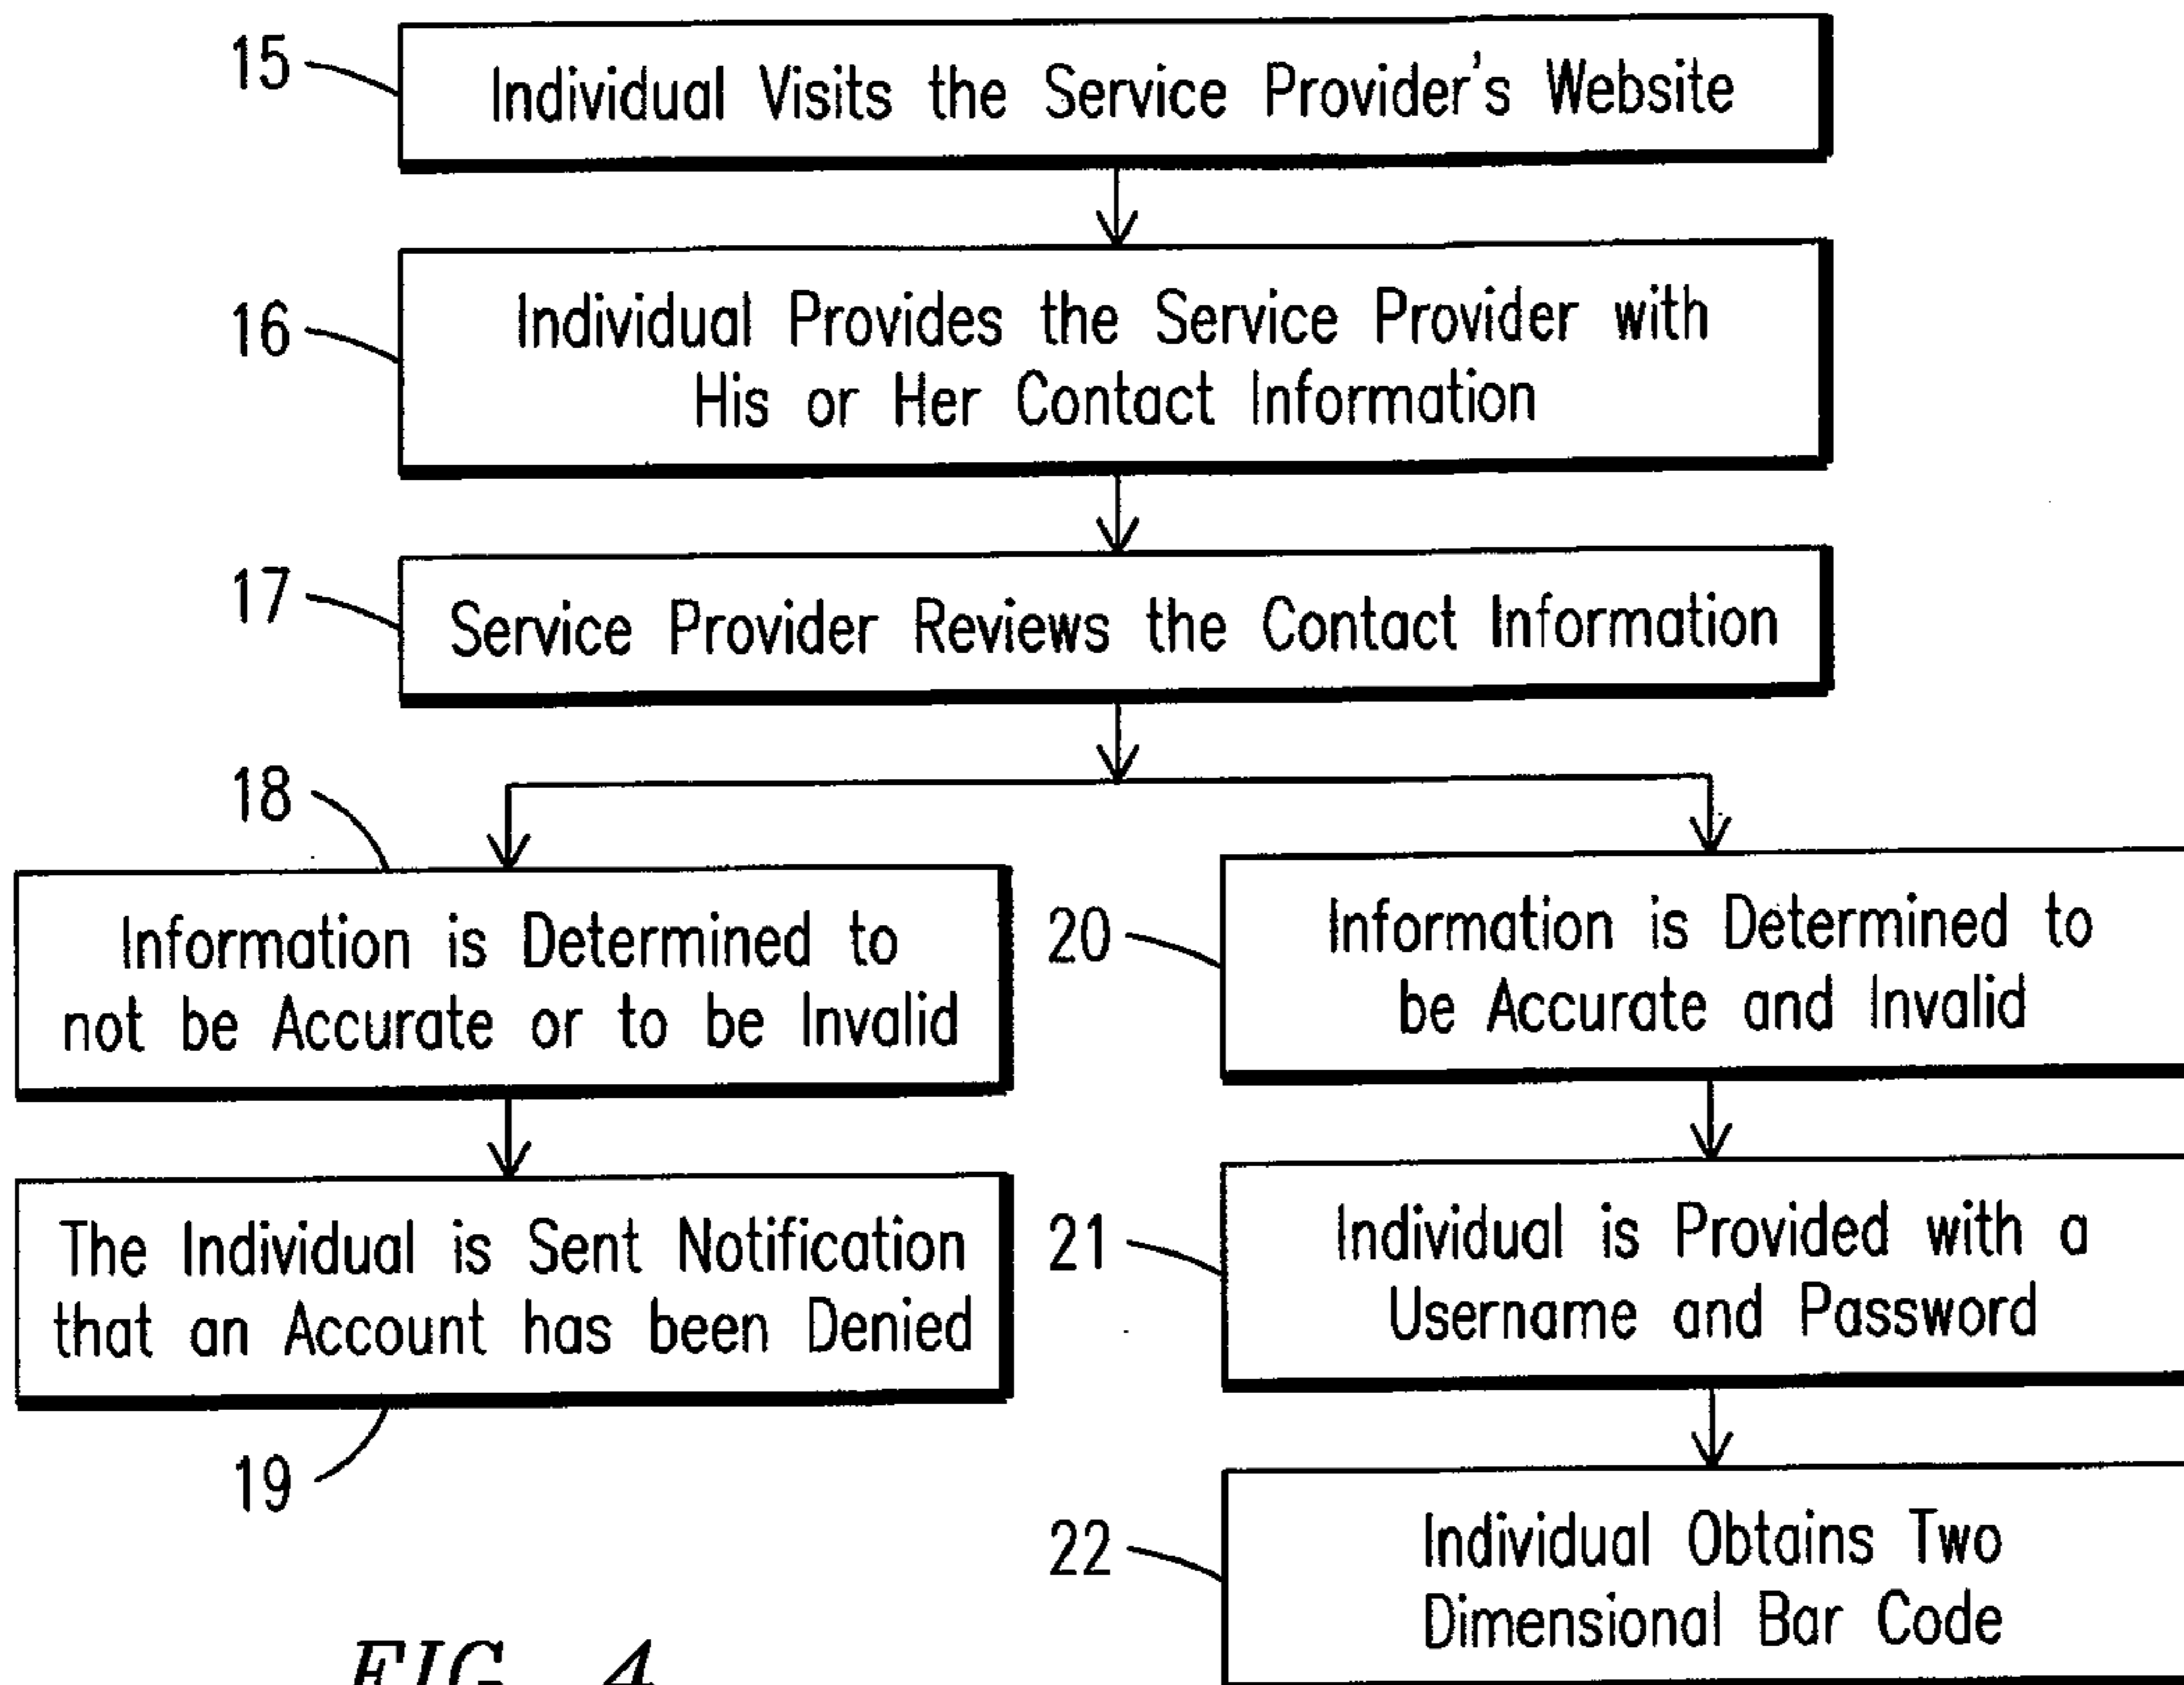 15
Individual Visits the Service Provider's Website
16
Individual Provides the Service Provider with
His or Her Contact Information
17
Service Provider Reviews the Contact Information
18
Information is Determined to
not be Accurate or to be Invalid
The Individual is Sent Notification
that an Account has been Denied
19
20
Information is Determined to
be Accurate and Invalid
21
Individual is Provided with a
Username and Password
22
Individual Obtains Two
Dimensional Bar Code
FIG. 4